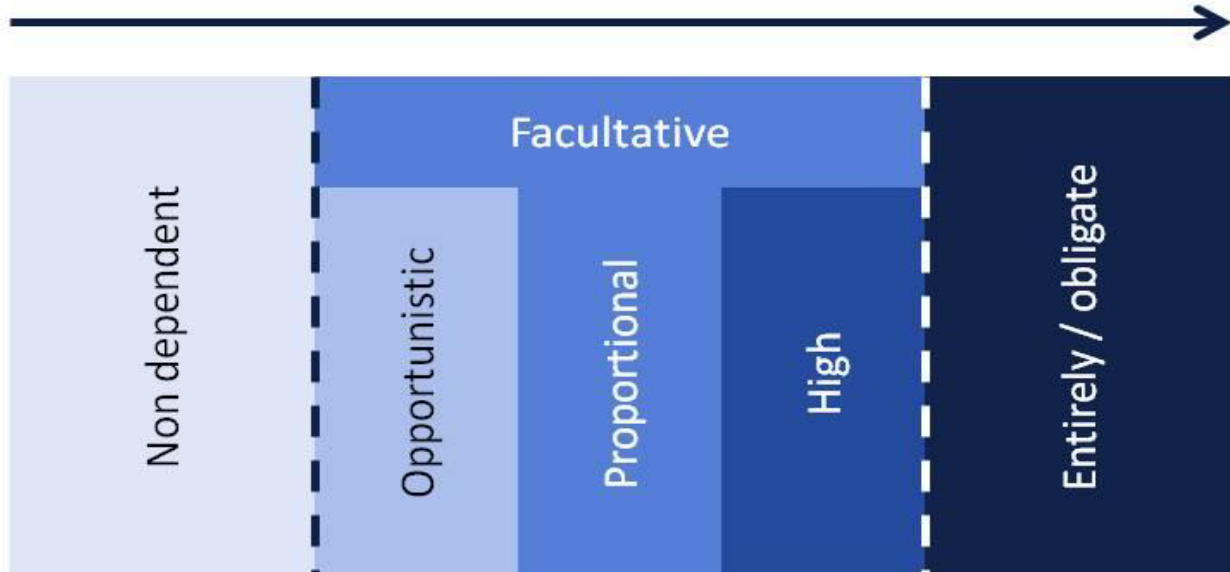 Non dependent
Facultative
Opportunistic
Proportional
High
Entirely / obligate